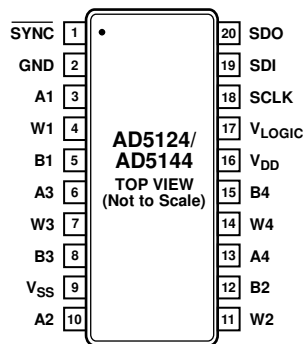 SYNC 1
GND 2
A1 3
W1 4
B1 5
A3 6
W3 7
B3 8
VSS 9
A2 10
AD5124/
AD5144
TOP VIEW
(Not to Scale)
20 SDO
19 SDI
18 SCLK
17 VLOGIC
16 VDD
15 B4
14 W4
13 A4
12 B2
11 W2